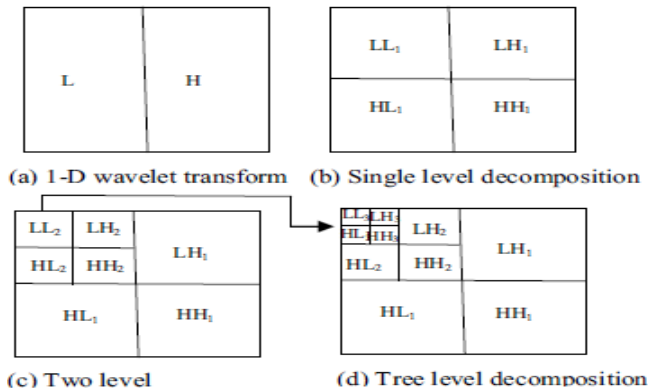 L H
LL₁ LH₁
HL₁ HH₁
(a) 1-D wavelet transform (b) Single level decomposition
LL₂ LH₂
LH₁
HL₂ HH₂
HL₁ HH₁
LL₃ LH₃
LH₂
LH₁
HH₃
HL₂ HH₂
HL₁ HH₁
(c) Two level (d) Tree level decomposition